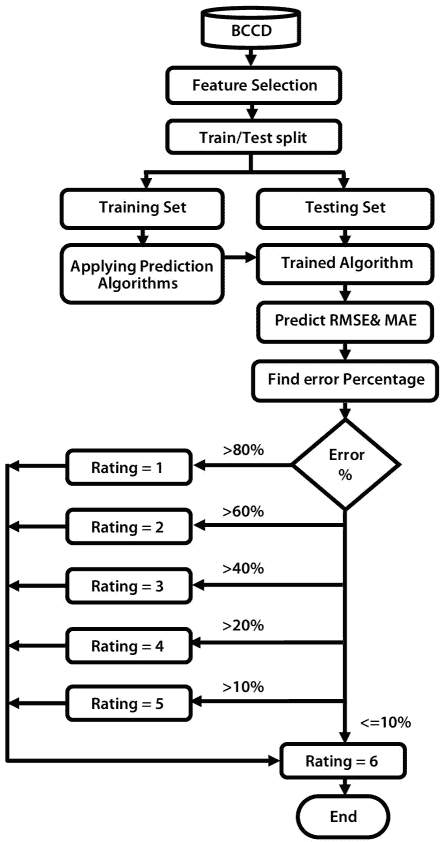 BCCD
Feature Selection
Train/Test split
Training Set
Testing Set
Applying Prediction
Algorithms
Trained Algorithm
Predict RMSE& MAE
Find error Percentage
Error
%
>80%
Rating = 1
>60%
Rating = 2
>40%
Rating = 3
>20%
Rating = 4
>10%
Rating = 5
<=10%
Rating = 6
End